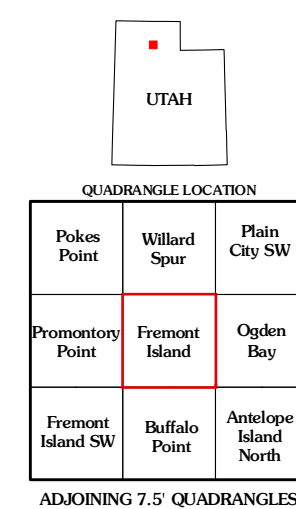 UTAH
QUADRANGLE LOCATION
Pokes
Point
Willard
Spur
Plain
City SW
Promontory
Point
Fremont
Island
Ogden
Bay
Fremont
Island SW
Buffalo
Point
Antelope
Island
North
ADJOINING 7.5' QUADRANGLES